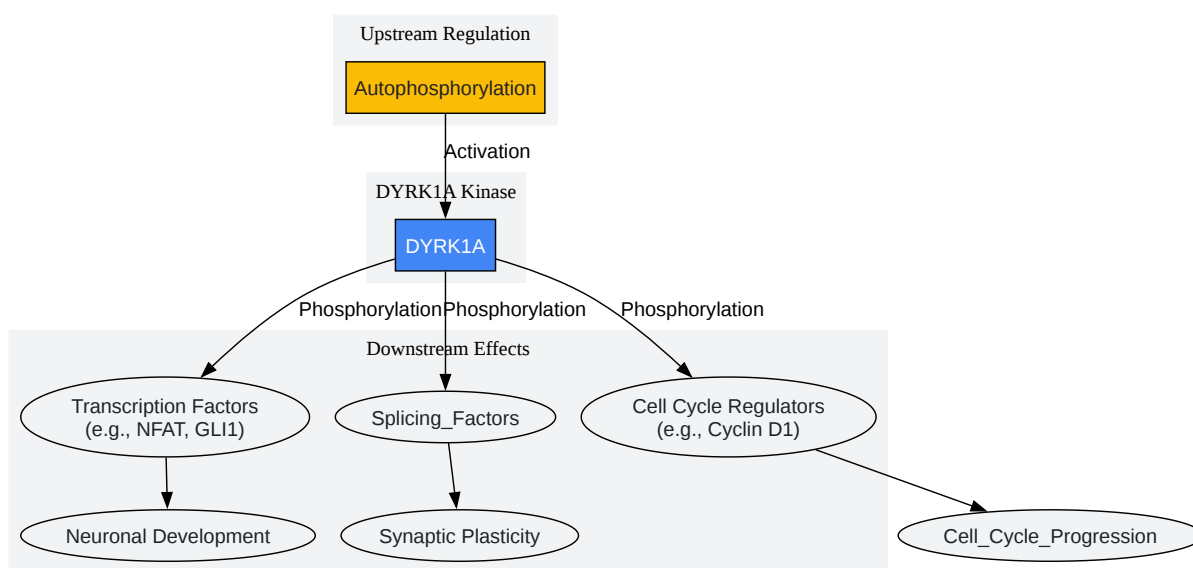 Upstream Regulation
Autophosphorylation
Activation
DYRK1A Kinase
DYRK1A
Phosphorylation
Phosphorylation
Phosphorylation
Downstream Effects
Transcription Factors
(e.g., NFAT, GLI1)
Splicing_Factors
Cell Cycle Regulators
(e.g., Cyclin D1)
Neuronal Development
Synaptic Plasticity
Cell_Cycle_Progression